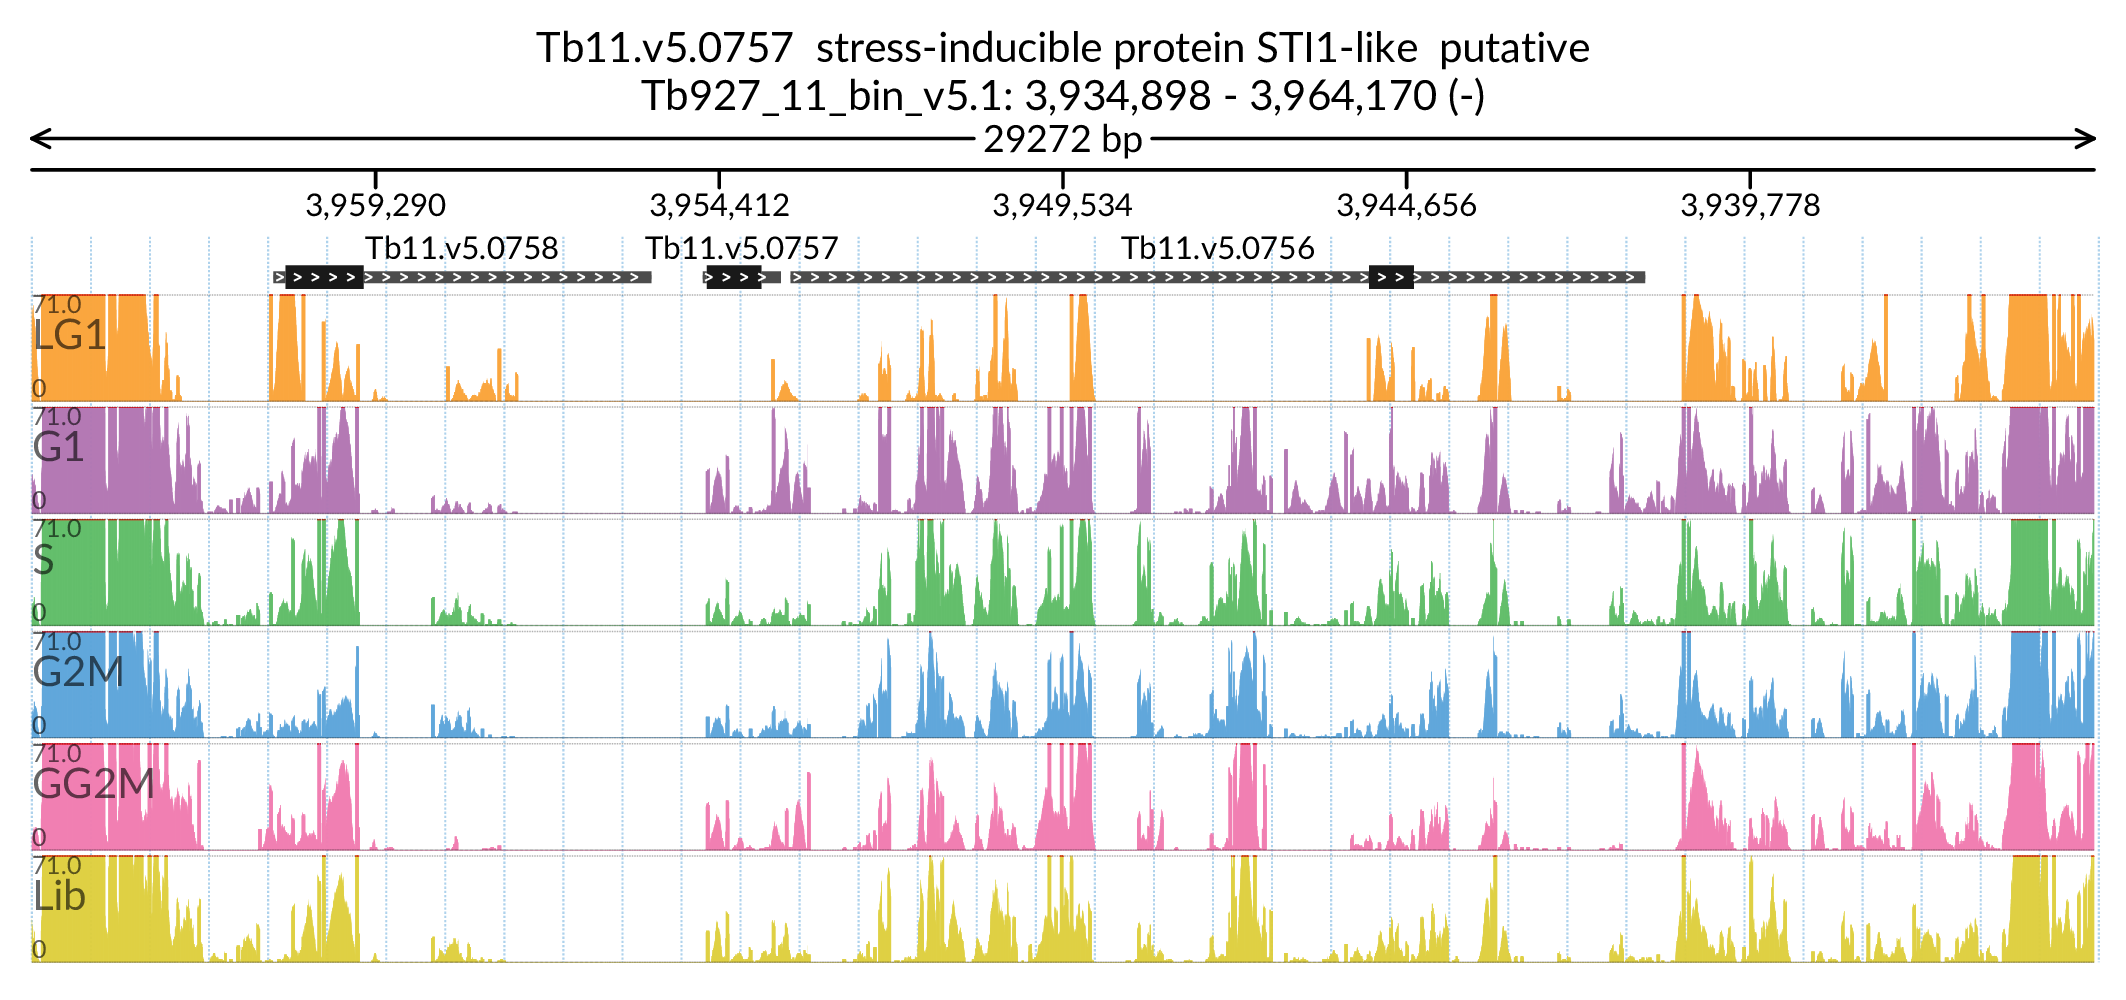 Tb11.v5.0757  stress-inducible protein STI1-like  putative
Tb927_11_bin_v5.1: 3,934,898 - 3,964,170 (-)
29272 bp
3,959,290 3,954,412 3,949,534 3,944,656 3,939,778
Tb11.v5.0758 Tb11.v5.0757 Tb11.v5.0756
71.0
LG1
0
71.0
G1
0
71.0
S
0
71.0
G2M
0
71.0
GG2M
0
71.0
Lib
0